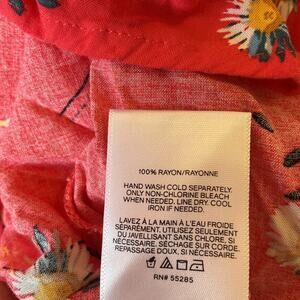 100% RAYON/RAYONNE
HAND WASH COLD SEPARATELY.
ONLY NON-CHLORINE BLEACH
WHEN NEEDED. LINE DRY. COOL
IRON IF NEEDED.
LAVEZ À LA MAIN À L'EAU FROIDE
SÉPARÉMENT. UTILISEZ SEULEMENT
DU JAVELLISANT SANS CHLORE, SI
NÉCESSAIRE. SÉCHAGE SUR CORDE.
REPASSAGE DOUX, SI NÉCESSAIRE.
RN# 55285